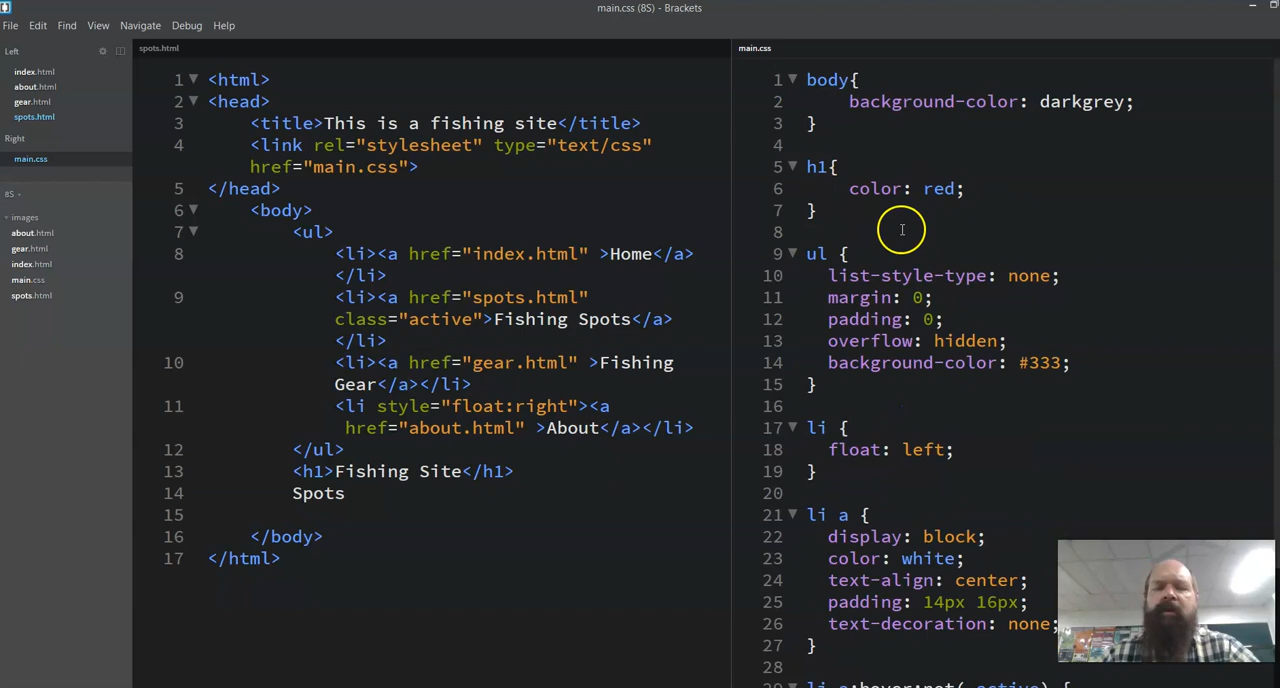 main.css (8S) - Brackets
File Edit Find View Navigate Debug Help
Left
index.html
about.html
gear.html
spots.html
Right
main.css
8S
images
about.html
gear.html
index.html
main.css
spots.html
spots.html
1 <html>
2 <head>
3 <title>This is a fishing site</title>
4 <link rel="stylesheet" type="text/css"
href="main.css">
5 </head>
6 <body>
7 <ul>
8 <li><a href="index.html" >Home</a>
</li>
9 <li><a href="spots.html"
class="active">Fishing Spots</a>
</li>
10 <li><a href="gear.html" >Fishing
Gear</a></li>
11 <li style="float:right"><a
href="about.html" >About</a></li>
12 </ul>
13 <h1>Fishing Site</h1>
14 Spots
15
16 </body>
17 </html>
main.css
1 body{
2 background-color: darkgrey;
3 }
4
5 h1{
6 color: red;
7 }
8
9 ul {
10 list-style-type: none;
11 margin: 0;
12 padding: 0;
13 overflow: hidden;
14 background-color: #333;
15 }
16
17 li {
18 float: left;
19 }
20
21 li a {
22 display: block;
23 color: white;
24 text-align: center;
25 padding: 14px 16px;
26 text-decoration: none;
27 }
28